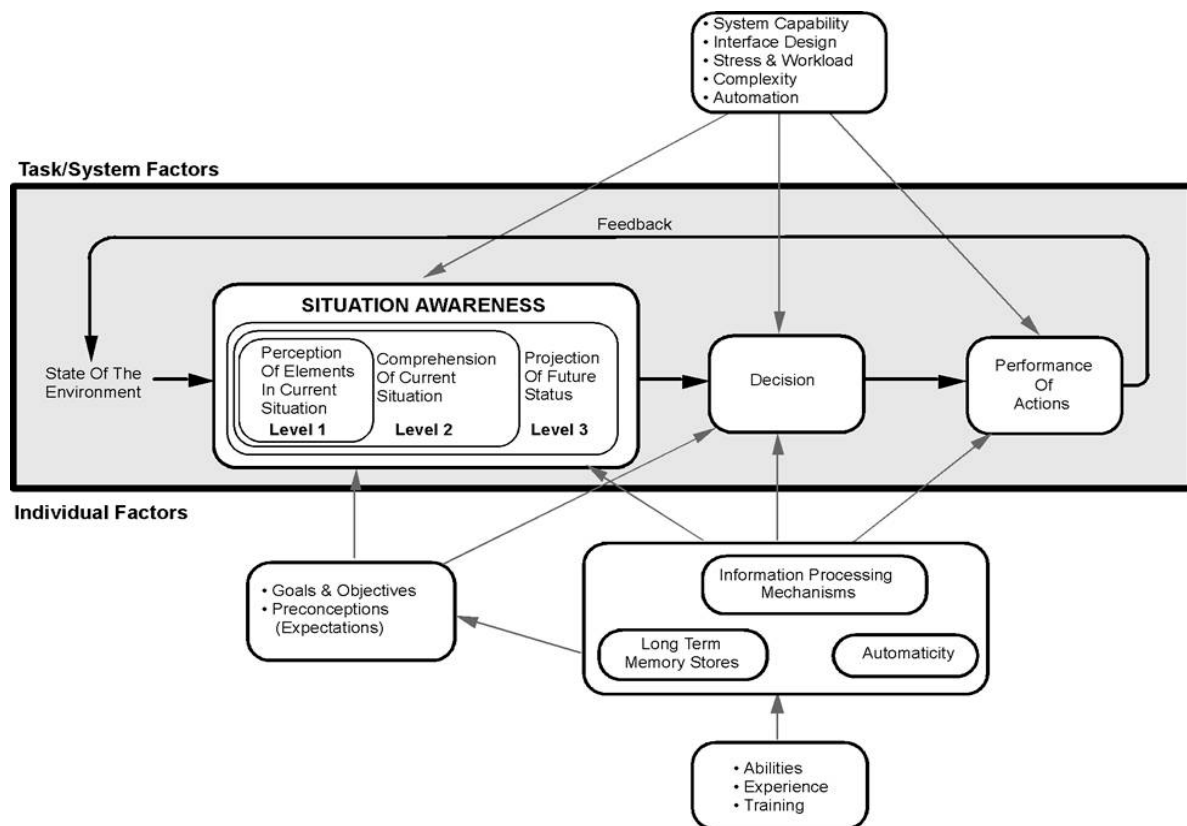 • System Capability
• Interface Design
• Stress & Workload
• Complexity
• Automation
Task/System Factors
Feedback
SITUATION AWARENESS
State Of The
Environment
Perception
Of Elements
In Current
Situation
Level 1
Comprehension
Of Current
Situation
Level 2
Projection
Of Future
Status
Level 3
Decision
Performance
Of
Actions
Individual Factors
• Goals & Objectives
• Preconceptions
(Expectations)
Information Processing
Mechanisms
Long Term
Memory Stores
Automaticity
• Abilities
• Experience
• Training